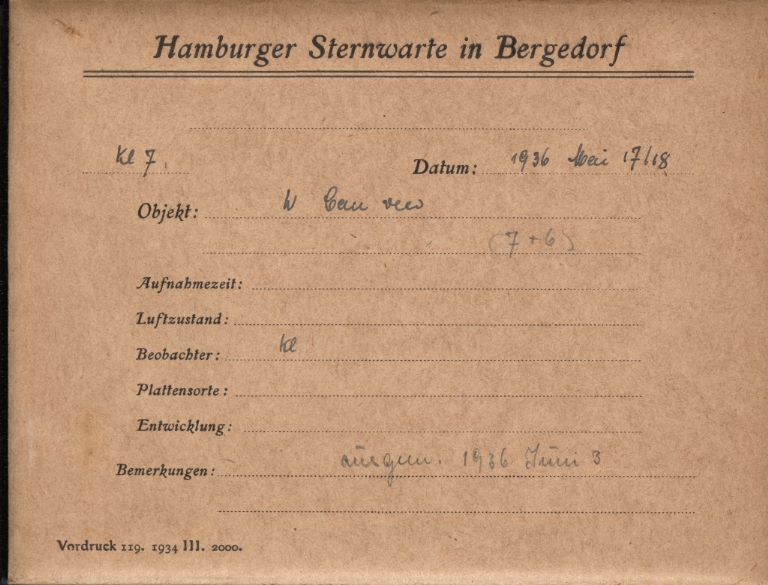 Hamburger Sternwarte in Bergedorf
Kl 7. Datum: 1936 Mai 17/18
Objekt: W Can ven
(7+6)
Aufnahmezeit:
Luftzustand:
Beobachter: Kl
Plattensorte:
Entwicklung:
Bemerkungen: ausgem. 1936 Juni 3
Vordruck 119. 1934 III. 2000.